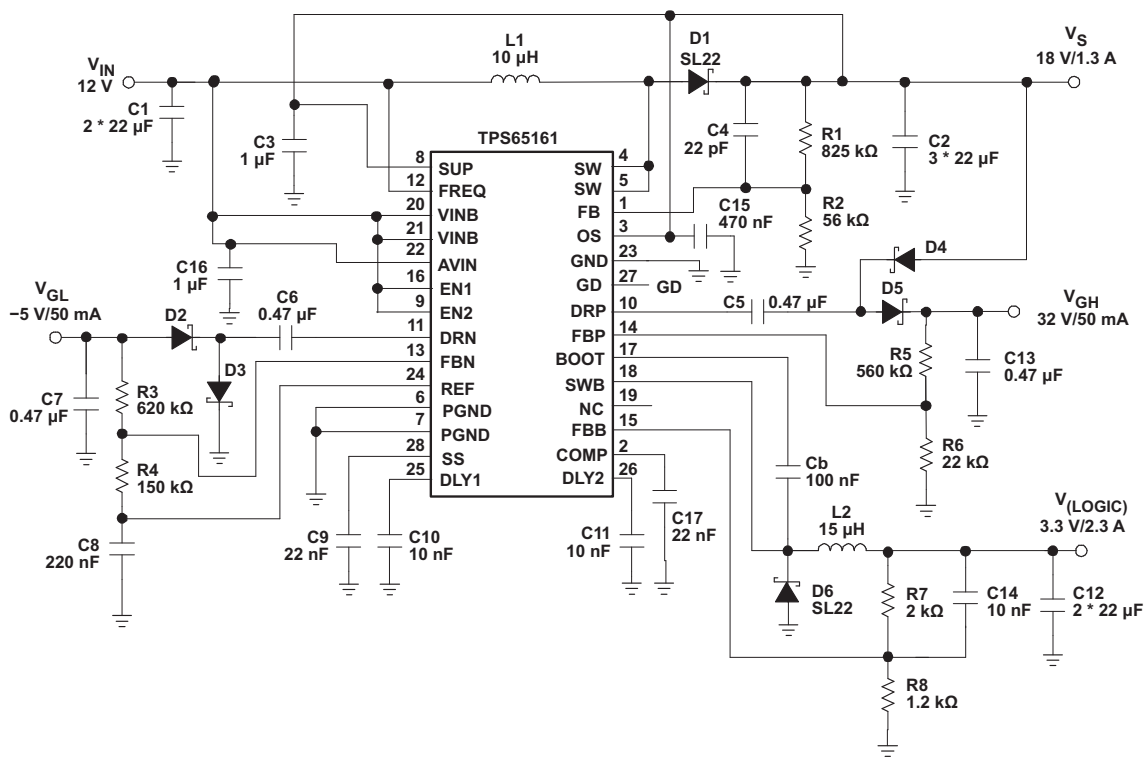 V_IN
12 V
C1
2 * 22 µF
L1
10 µH
D1
SL22
V_S
18 V/1.3 A
C3
1 µF
TPS65161
C4
22 pF
R1
825 kΩ
C2
3 * 22 µF
8
SUP
12
FREQ
20
VINB
21
VINB
22
AVIN
16
EN1
9
EN2
11
DRN
13
FBN
24
REF
6
PGND
7
PGND
28
SS
25
DLY1
4
SW
5
SW
1
FB
3
OS
23
GND
27
GD
GD
10
DRP
14
FBP
17
BOOT
18
SWB
19
NC
15
FBB
2
COMP
26
DLY2
C15
470 nF
R2
56 kΩ
C16
1 µF
D4
V_GL
−5 V/50 mA
D2
C6
0.47 µF
D3
C7
0.47 µF
R3
620 kΩ
R4
150 kΩ
C8
220 nF
C9
22 nF
C10
10 nF
C5
0.47 µF
D5
V_GH
32 V/50 mA
R5
560 kΩ
C13
0.47 µF
R6
22 kΩ
Cb
100 nF
C11
10 nF
C17
22 nF
L2
15 µH
V_(LOGIC)
3.3 V/2.3 A
D6
SL22
R7
2 kΩ
C14
10 nF
C12
2 * 22 µF
R8
1.2 kΩ